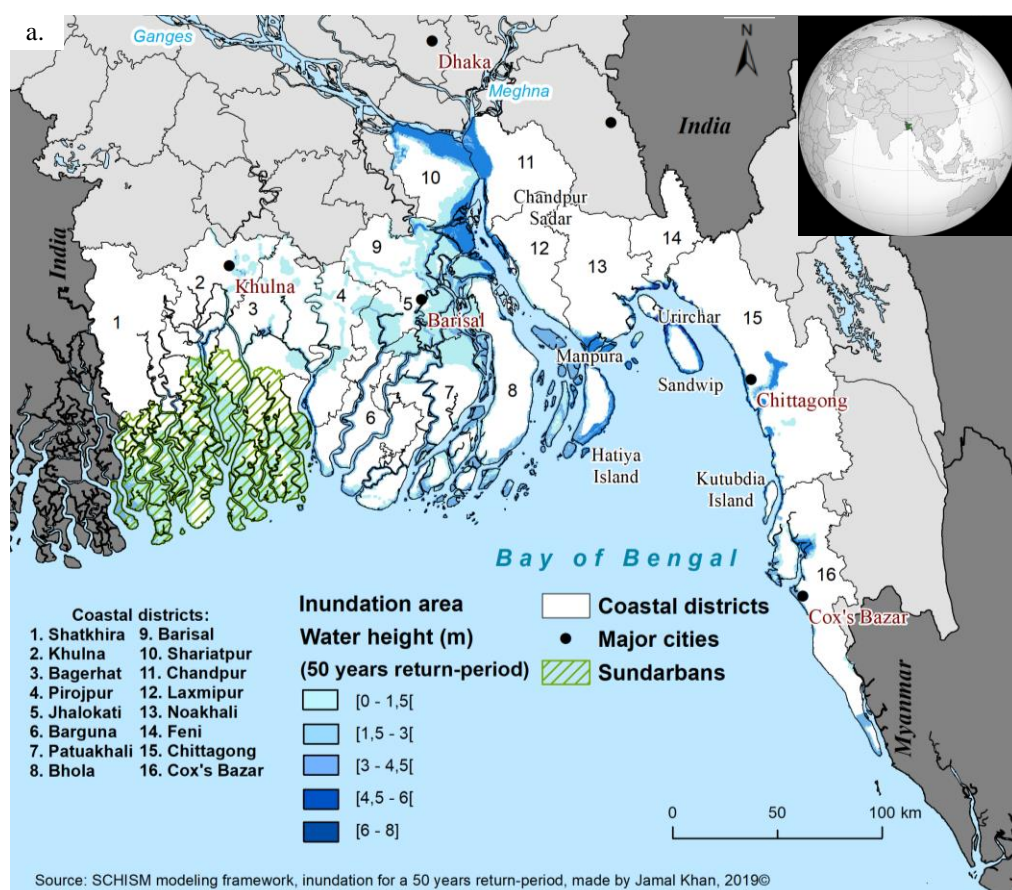 a.
Ganges
Dhaka
N
Meghna
India
11
10
Chandpur
Sadar
9
12
14
13
India
2
Khulna
3
4
5
Barisal
1
15
Urirchar
Manpura
Sandwip
Chittagong
7
8
6
Hatiya
Island
Kutubdia
Island
Bay of Bengal
16
Cox's Bazar
Myanmar
Coastal districts:
1. Shatkhira 9. Barisal
2. Khulna 10. Shariatpur
3. Bagerhat 11. Chandpur
4. Pirojpur 12. Laxmipur
5. Jhalokati 13. Noakhali
6. Barguna 14. Feni
7. Patuakhali 15. Chittagong
8. Bhola 16. Cox's Bazar
Inundation area
Water height (m)
(50 years return-period)
[0 - 1,5[
[1,5 - 3[
[3 - 4,5[
[4,5 - 6[
[6 - 8]
Coastal districts
Major cities
Sundarbans
0 50 100 km
Source: SCHISM modeling framework, inundation for a 50 years return-period, made by Jamal Khan, 2019©